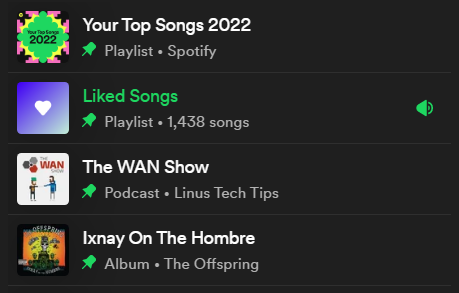 Your Top Songs
2022
Your Top Songs 2022
Playlist • Spotify
Liked Songs
Playlist • 1,438 songs
THE
WAN
SHOW
The WAN Show
Podcast • Linus Tech Tips
OFFSPRING
Ixnay On The Hombre
Album • The Offspring